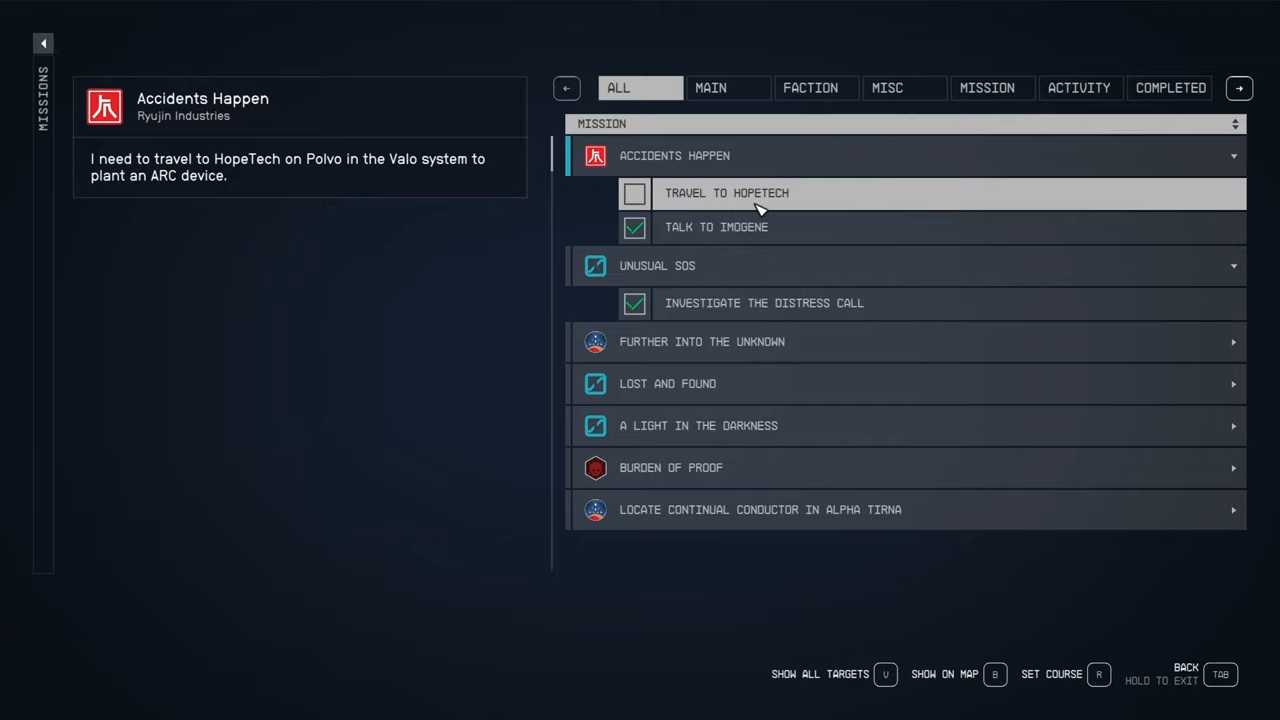 MISSIONS
Accidents Happen
Ryujin Industries
I need to travel to HopeTech on Polvo in the Valo system to
plant an ARC device.
ALL
MAIN
FACTION
MISC
MISSION
ACTIVITY
COMPLETED
MISSION
ACCIDENTS HAPPEN
TRAVEL TO HOPETECH
TALK TO IMOGENE
UNUSUAL SOS
INVESTIGATE THE DISTRESS CALL
FURTHER INTO THE UNKNOWN
LOST AND FOUND
A LIGHT IN THE DARKNESS
BURDEN OF PROOF
LOCATE CONTINUAL CONDUCTOR IN ALPHA TIRNA
SHOW ALL TARGETS V
SHOW ON MAP B
SET COURSE R
BACK
HOLD TO EXIT
TAB